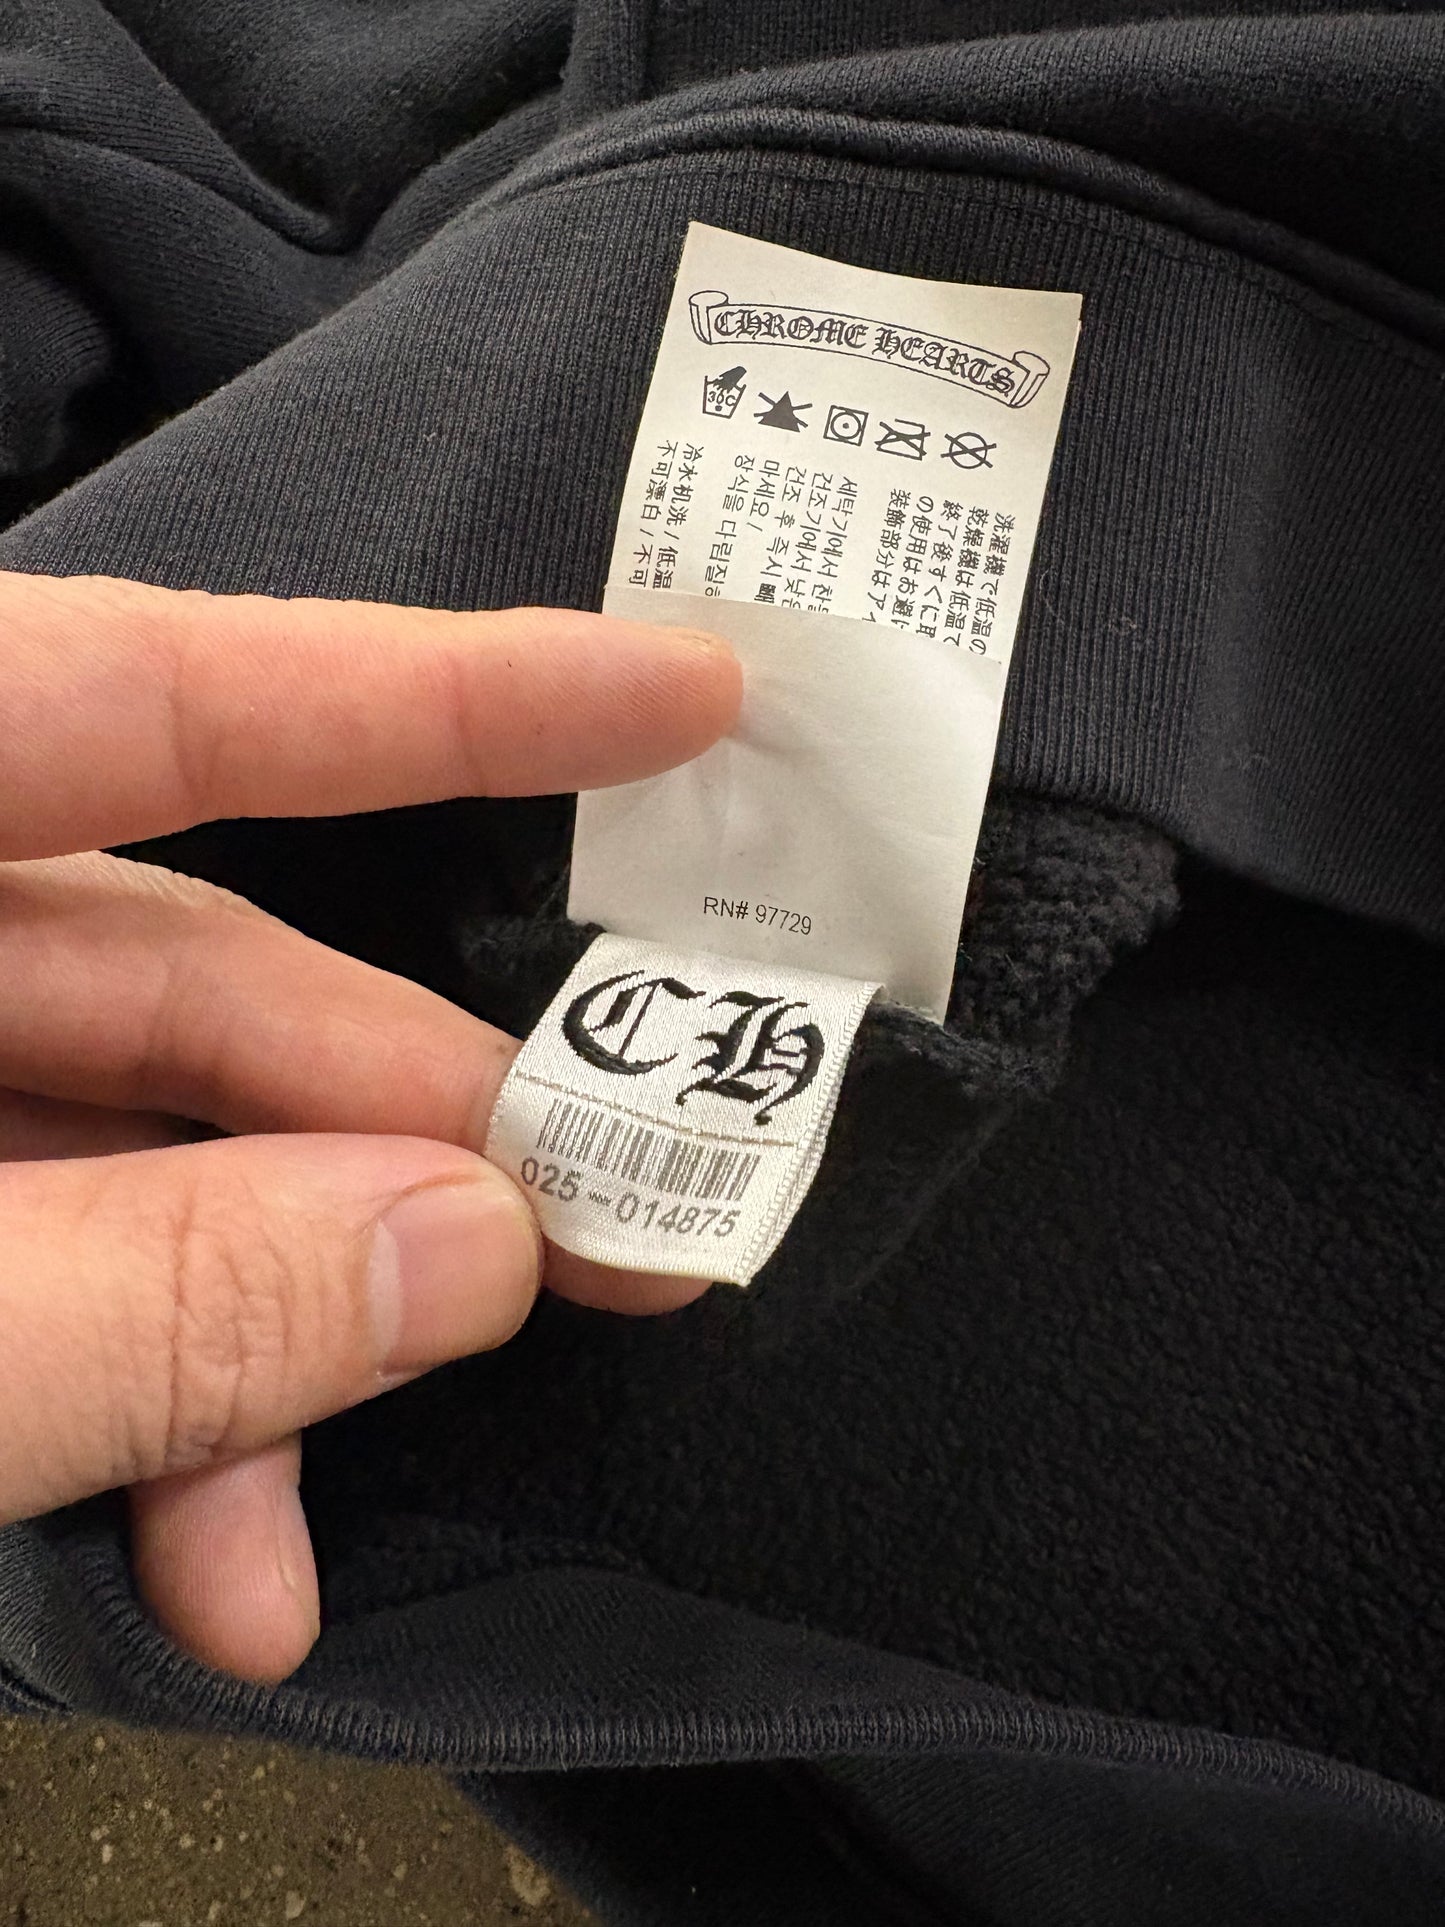 CHROME HEARTS
30C
洗濯機で低温の
乾燥機は低温で
終了後すぐに
の使用はお避
装飾部分はア
세탁기에서 찬
건조기에서 낮은
건조 후 즉시
마세요 /
장식을 다림질
冷水机洗 / 低温
不可漂白 / 不可
RN# 97729
CH
025 014875